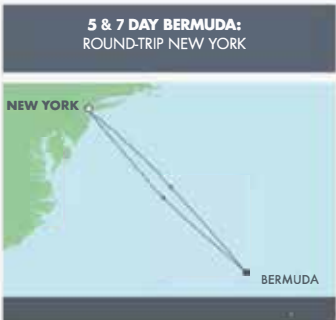 5 & 7 DAY BERMUDA:
ROUND-TRIP NEW YORK
NEW YORK
BERMUDA